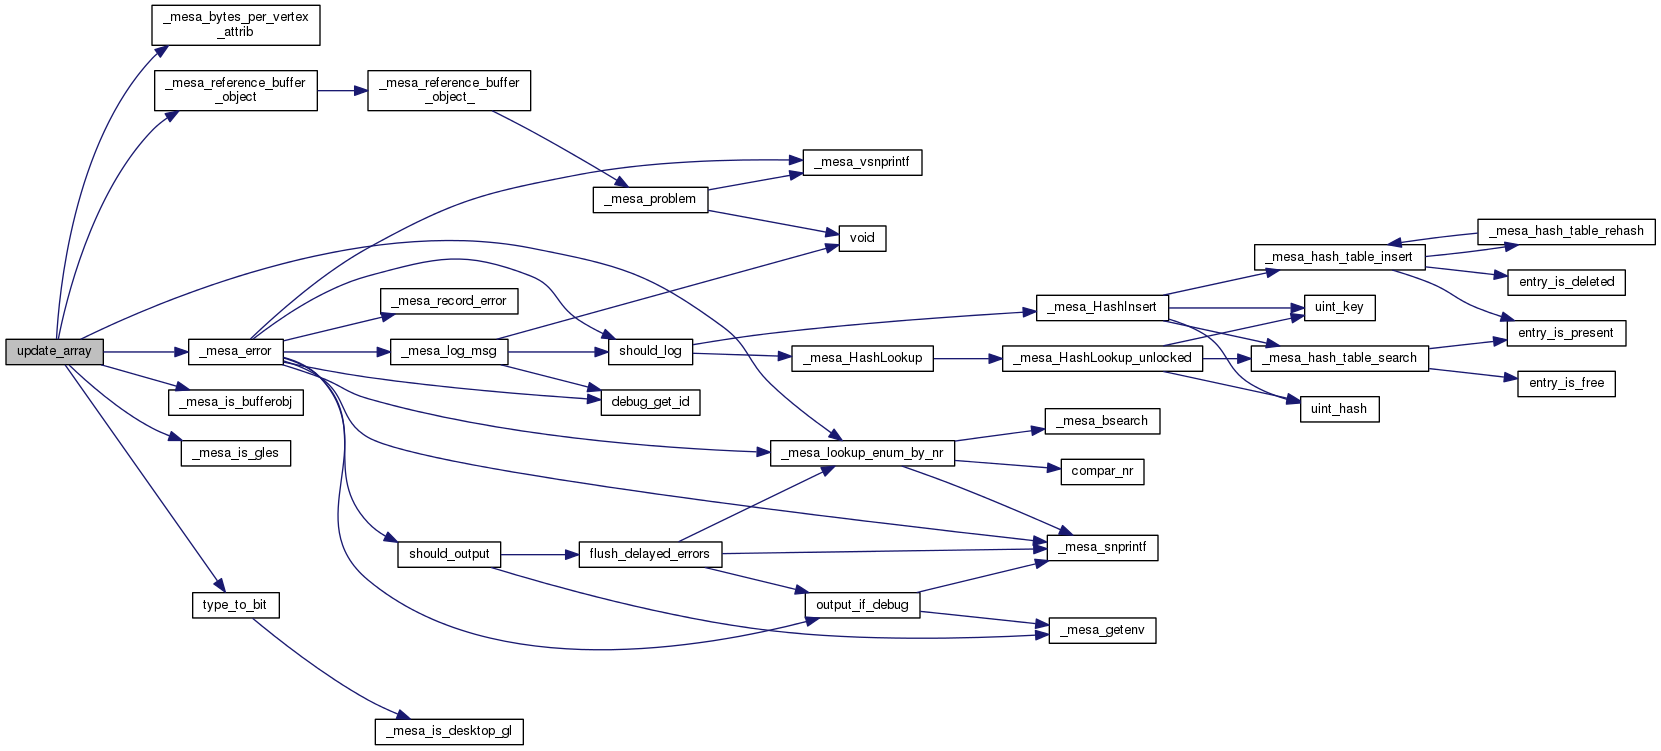 _mesa_bytes_per_vertex
_attrib
_mesa_reference_buffer
_object
_mesa_reference_buffer
_object_
_mesa_vsnprintf
_mesa_problem
void
_mesa_hash_table_rehash
_mesa_hash_table_insert
entry_is_deleted
_mesa_record_error
_mesa_HashInsert
uint_key
entry_is_present
update_array
_mesa_error
_mesa_log_msg
should_log
_mesa_HashLookup
_mesa_HashLookup_unlocked
_mesa_hash_table_search
entry_is_free
_mesa_is_bufferobj
debug_get_id
uint_hash
_mesa_bsearch
_mesa_is_gles
_mesa_lookup_enum_by_nr
compar_nr
should_output
flush_delayed_errors
_mesa_snprintf
type_to_bit
output_if_debug
_mesa_getenv
_mesa_is_desktop_gl